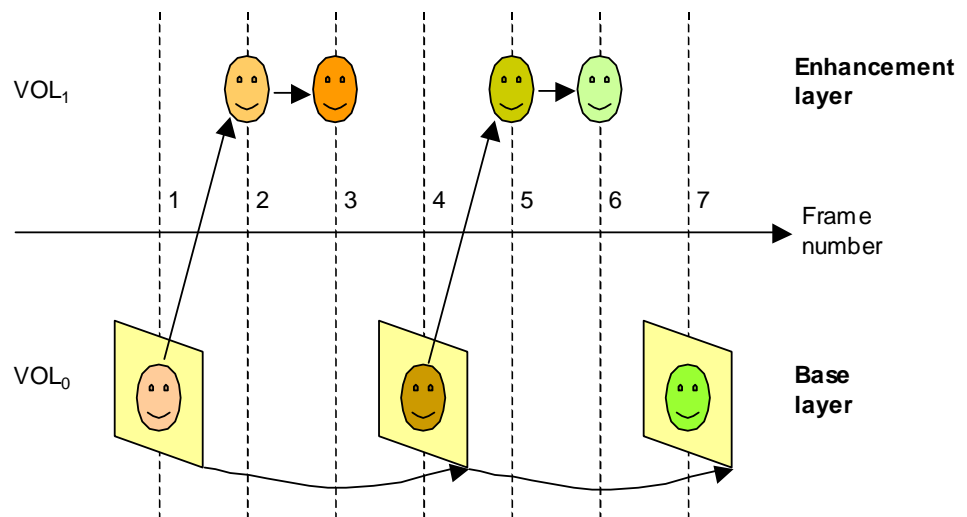 VOL₁
Enhancement
layer
1 2 3 4 5 6 7
Frame
number
VOL₀
Base
layer